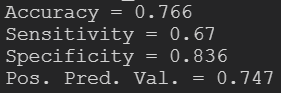 Accuracy = 0.766
Sensitivity = 0.67
Specificity = 0.836
Pos. Pred. Val. = 0.747